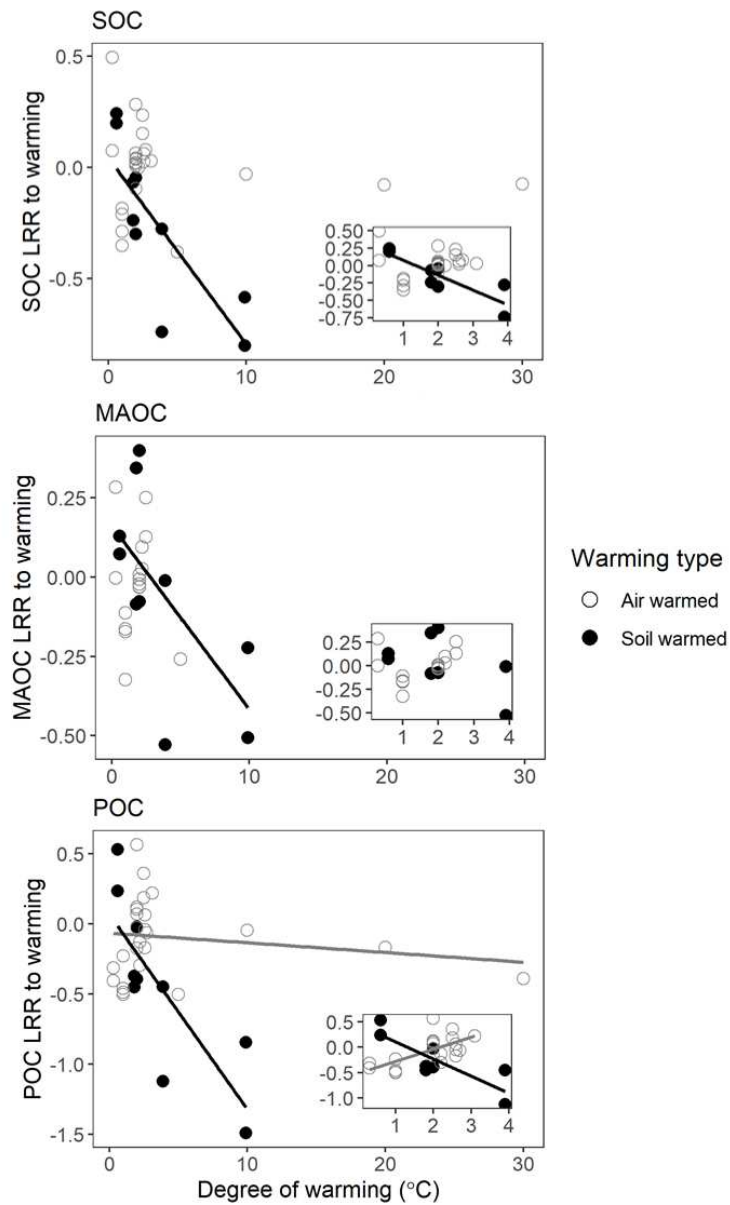 SOC
0.5
0.0
-0.5
SOC LRR to warming
0.50
0.25
0.00
-0.25
-0.50
-0.75
1 2 3 4
0 10 20 30
MAOC
0.25
0.00
-0.25
-0.50
MAOC LRR to warming
0.25
0.00
-0.25
-0.50
1 2 3 4
0 10 20 30
Warming type
Air warmed
Soil warmed
POC
0.5
0.0
-0.5
-1.0
-1.5
POC LRR to warming
0.5
0.0
-0.5
-1.0
1 2 3 4
0 10 20 30
Degree of warming (°C)